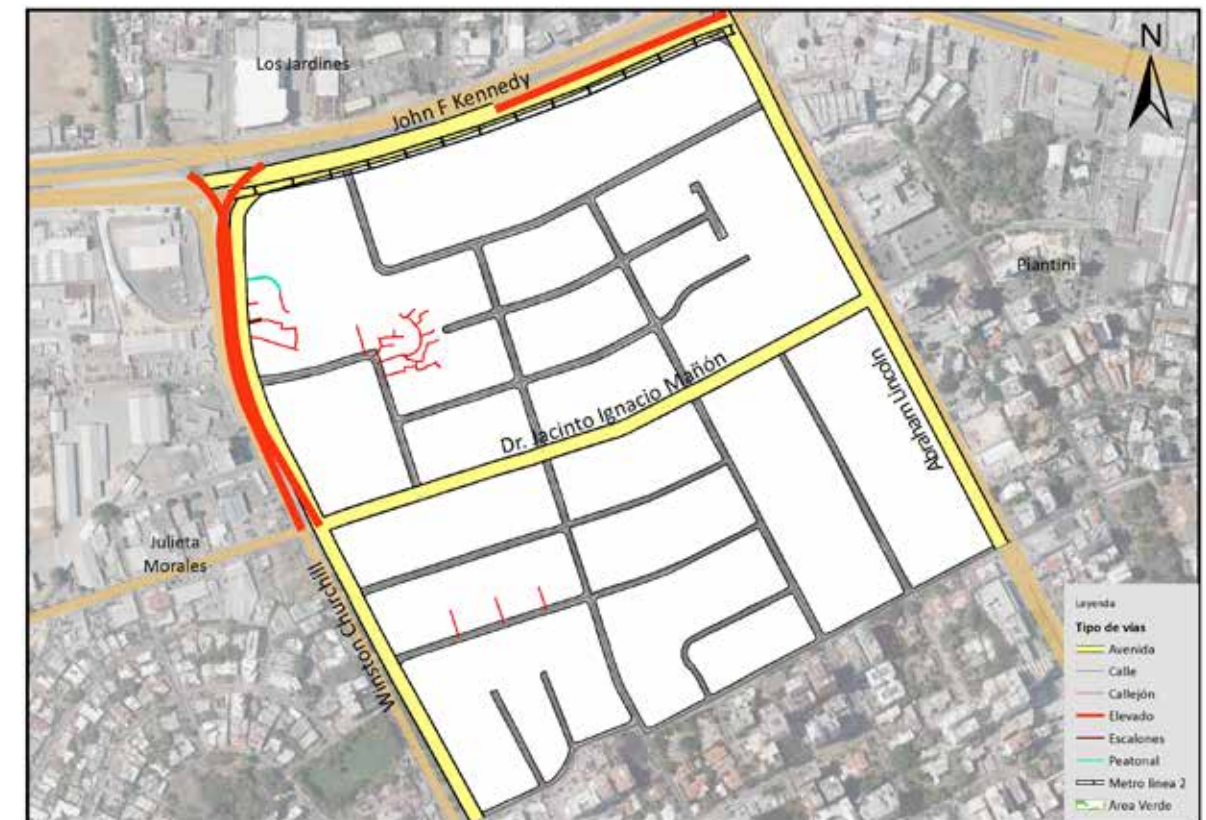 N
Los Jardines
John F Kennedy
Piantini
Dr. Jacinto Ignacio Mañón
Abraham Lincoln
Julieta
Morales
Winston Churchill
Leyenda
Tipo de vías
Avenida
Calle
Callejón
Elevado
Escalones
Peatonal
Metro línea 2
Area Verde